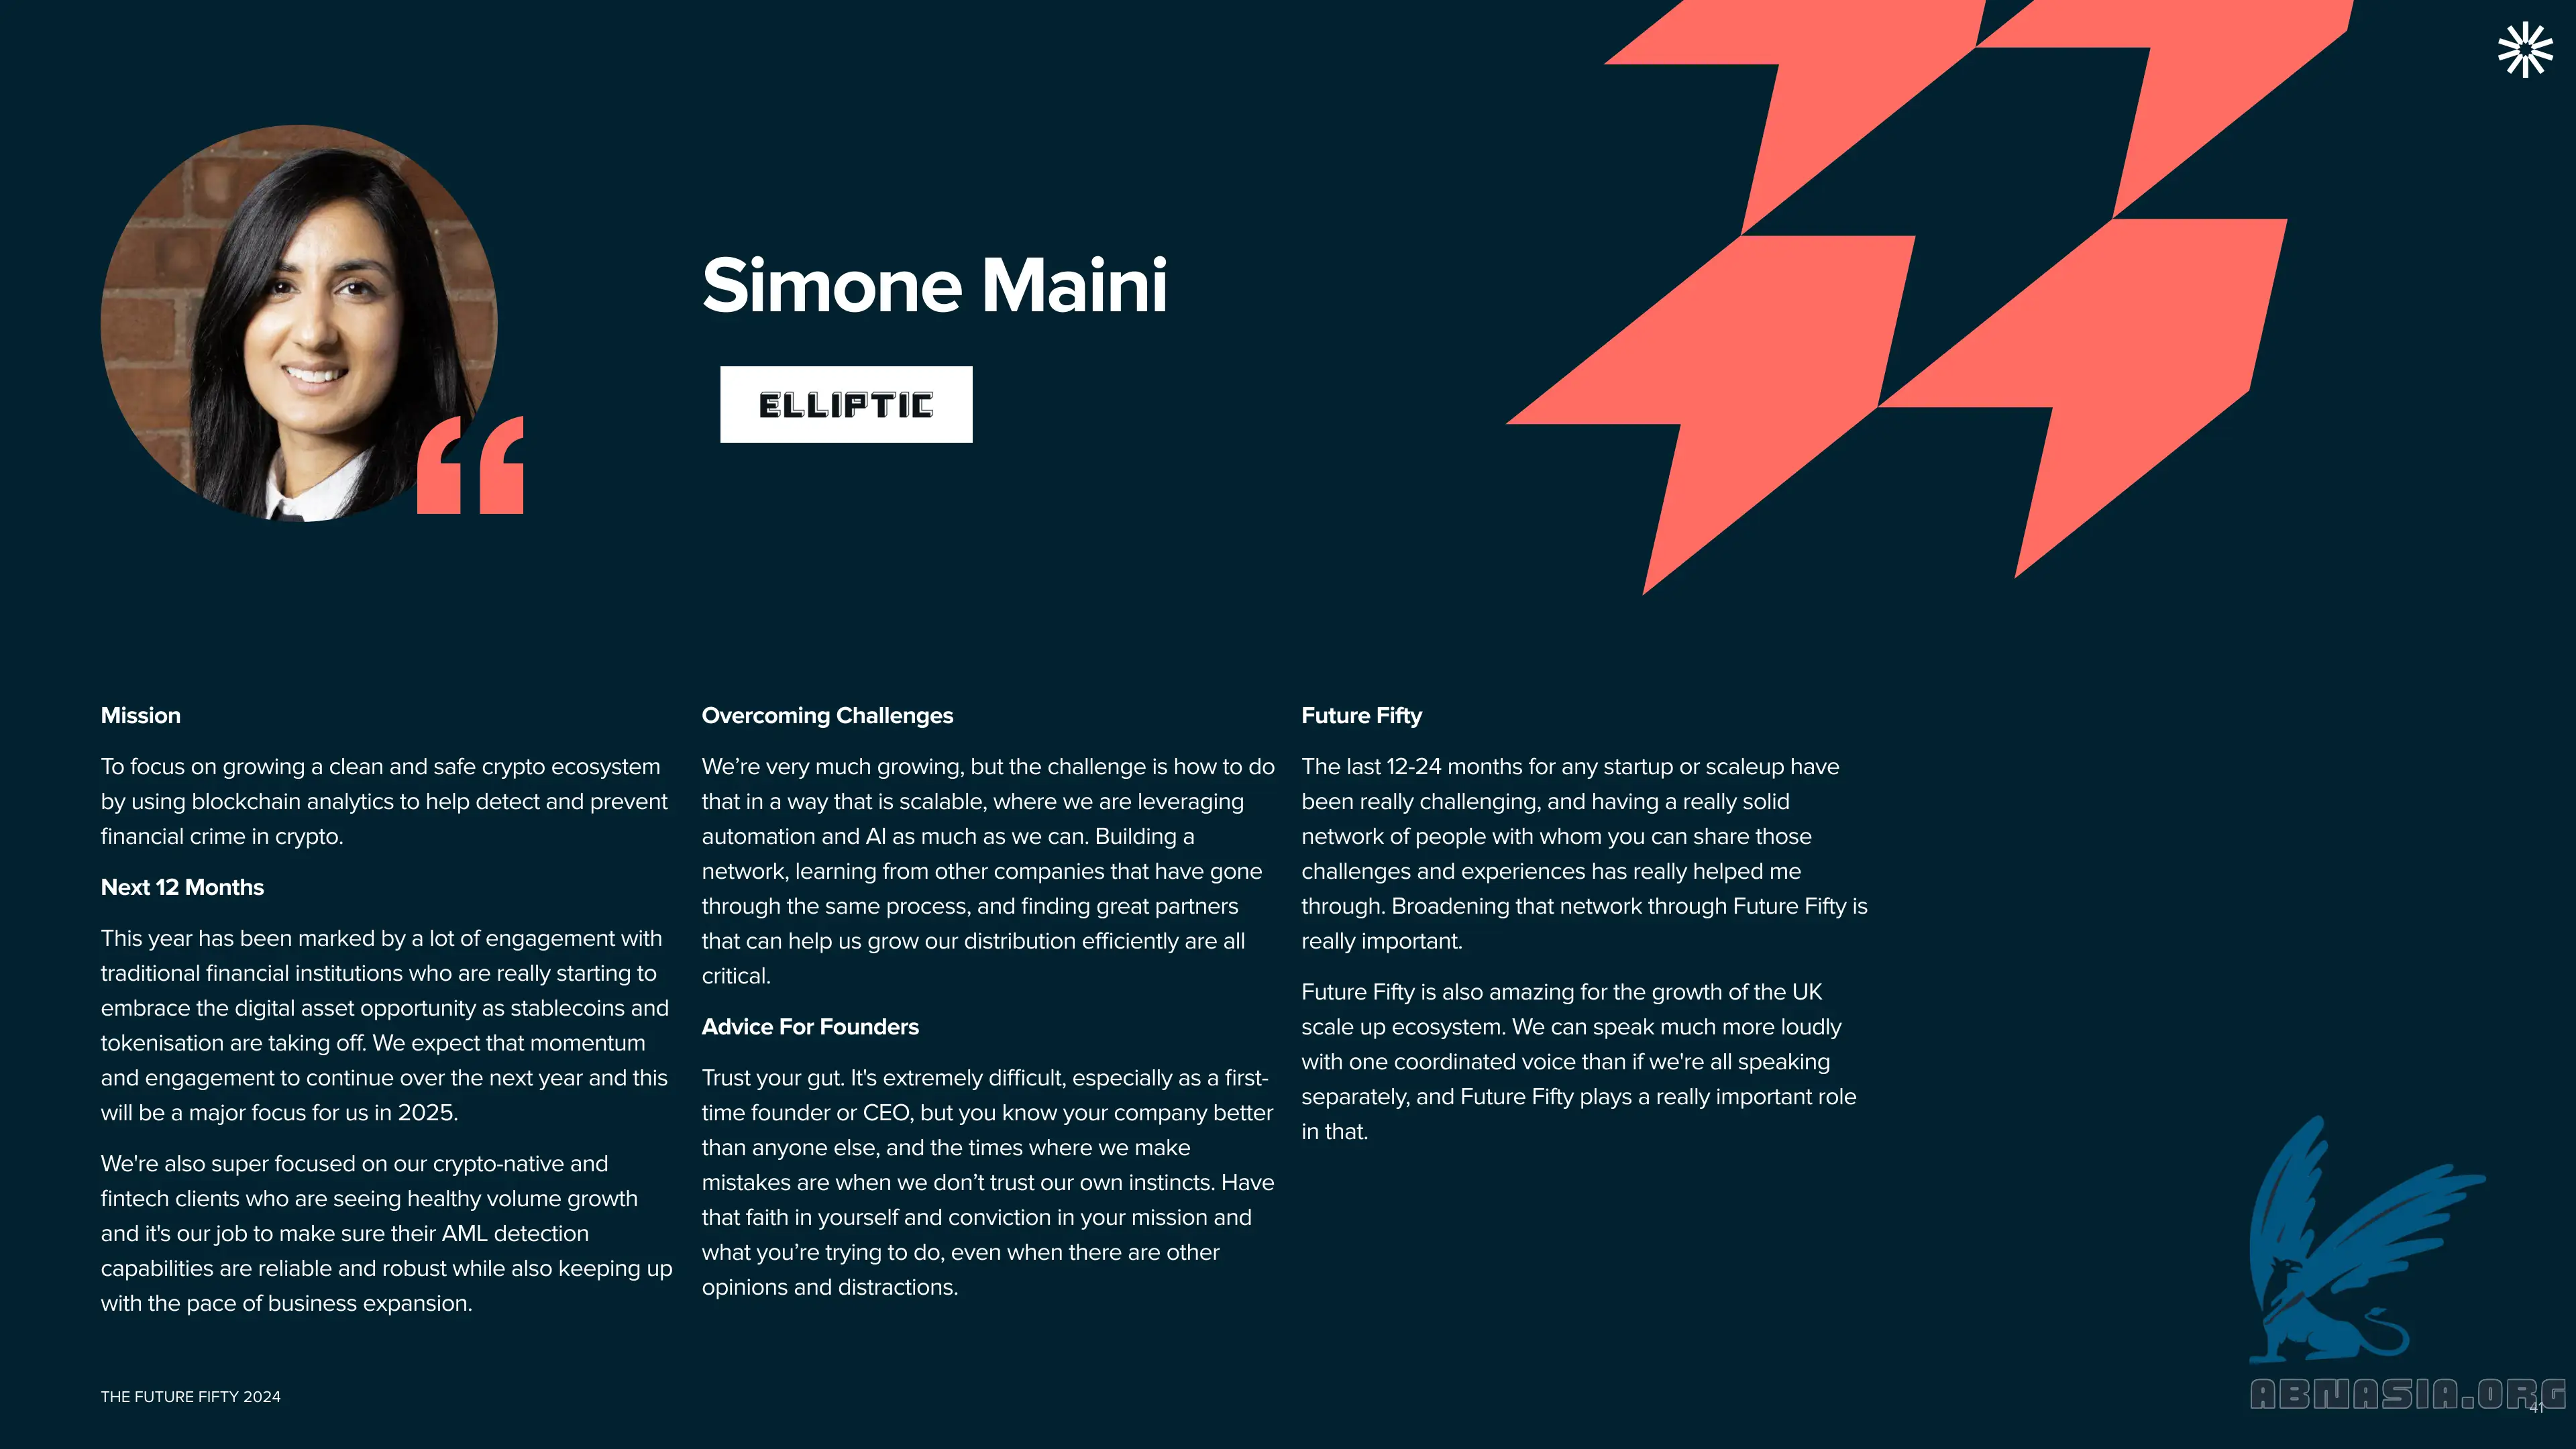 Simone Maini
ELLIPTIC
Mission
To focus on growing a clean and safe crypto ecosystem
by using blockchain analytics to help detect and prevent
financial crime in crypto.
Next 12 Months
This year has been marked by a lot of engagement with
traditional financial institutions who are really starting to
embrace the digital asset opportunity as stablecoins and
tokenisation are taking off. We expect that momentum
and engagement to continue over the next year and this
will be a major focus for us in 2025.
We're also super focused on our crypto-native and
fintech clients who are seeing healthy volume growth
and it's our job to make sure their AML detection
capabilities are reliable and robust while also keeping up
with the pace of business expansion.
Overcoming Challenges
We’re very much growing, but the challenge is how to do
that in a way that is scalable, where we are leveraging
automation and AI as much as we can. Building a
network, learning from other companies that have gone
through the same process, and finding great partners
that can help us grow our distribution efficiently are all
critical.
Advice For Founders
Trust your gut. It's extremely difficult, especially as a first-
time founder or CEO, but you know your company better
than anyone else, and the times where we make
mistakes are when we don’t trust our own instincts. Have
that faith in yourself and conviction in your mission and
what you’re trying to do, even when there are other
opinions and distractions.
Future Fifty
The last 12-24 months for any startup or scaleup have
been really challenging, and having a really solid
network of people with whom you can share those
challenges and experiences has really helped me
through. Broadening that network through Future Fifty is
really important.
Future Fifty is also amazing for the growth of the UK
scale up ecosystem. We can speak much more loudly
with one coordinated voice than if we're all speaking
separately, and Future Fifty plays a really important role
in that.
THE FUTURE FIFTY 2024
ABNASIA.ORG
41